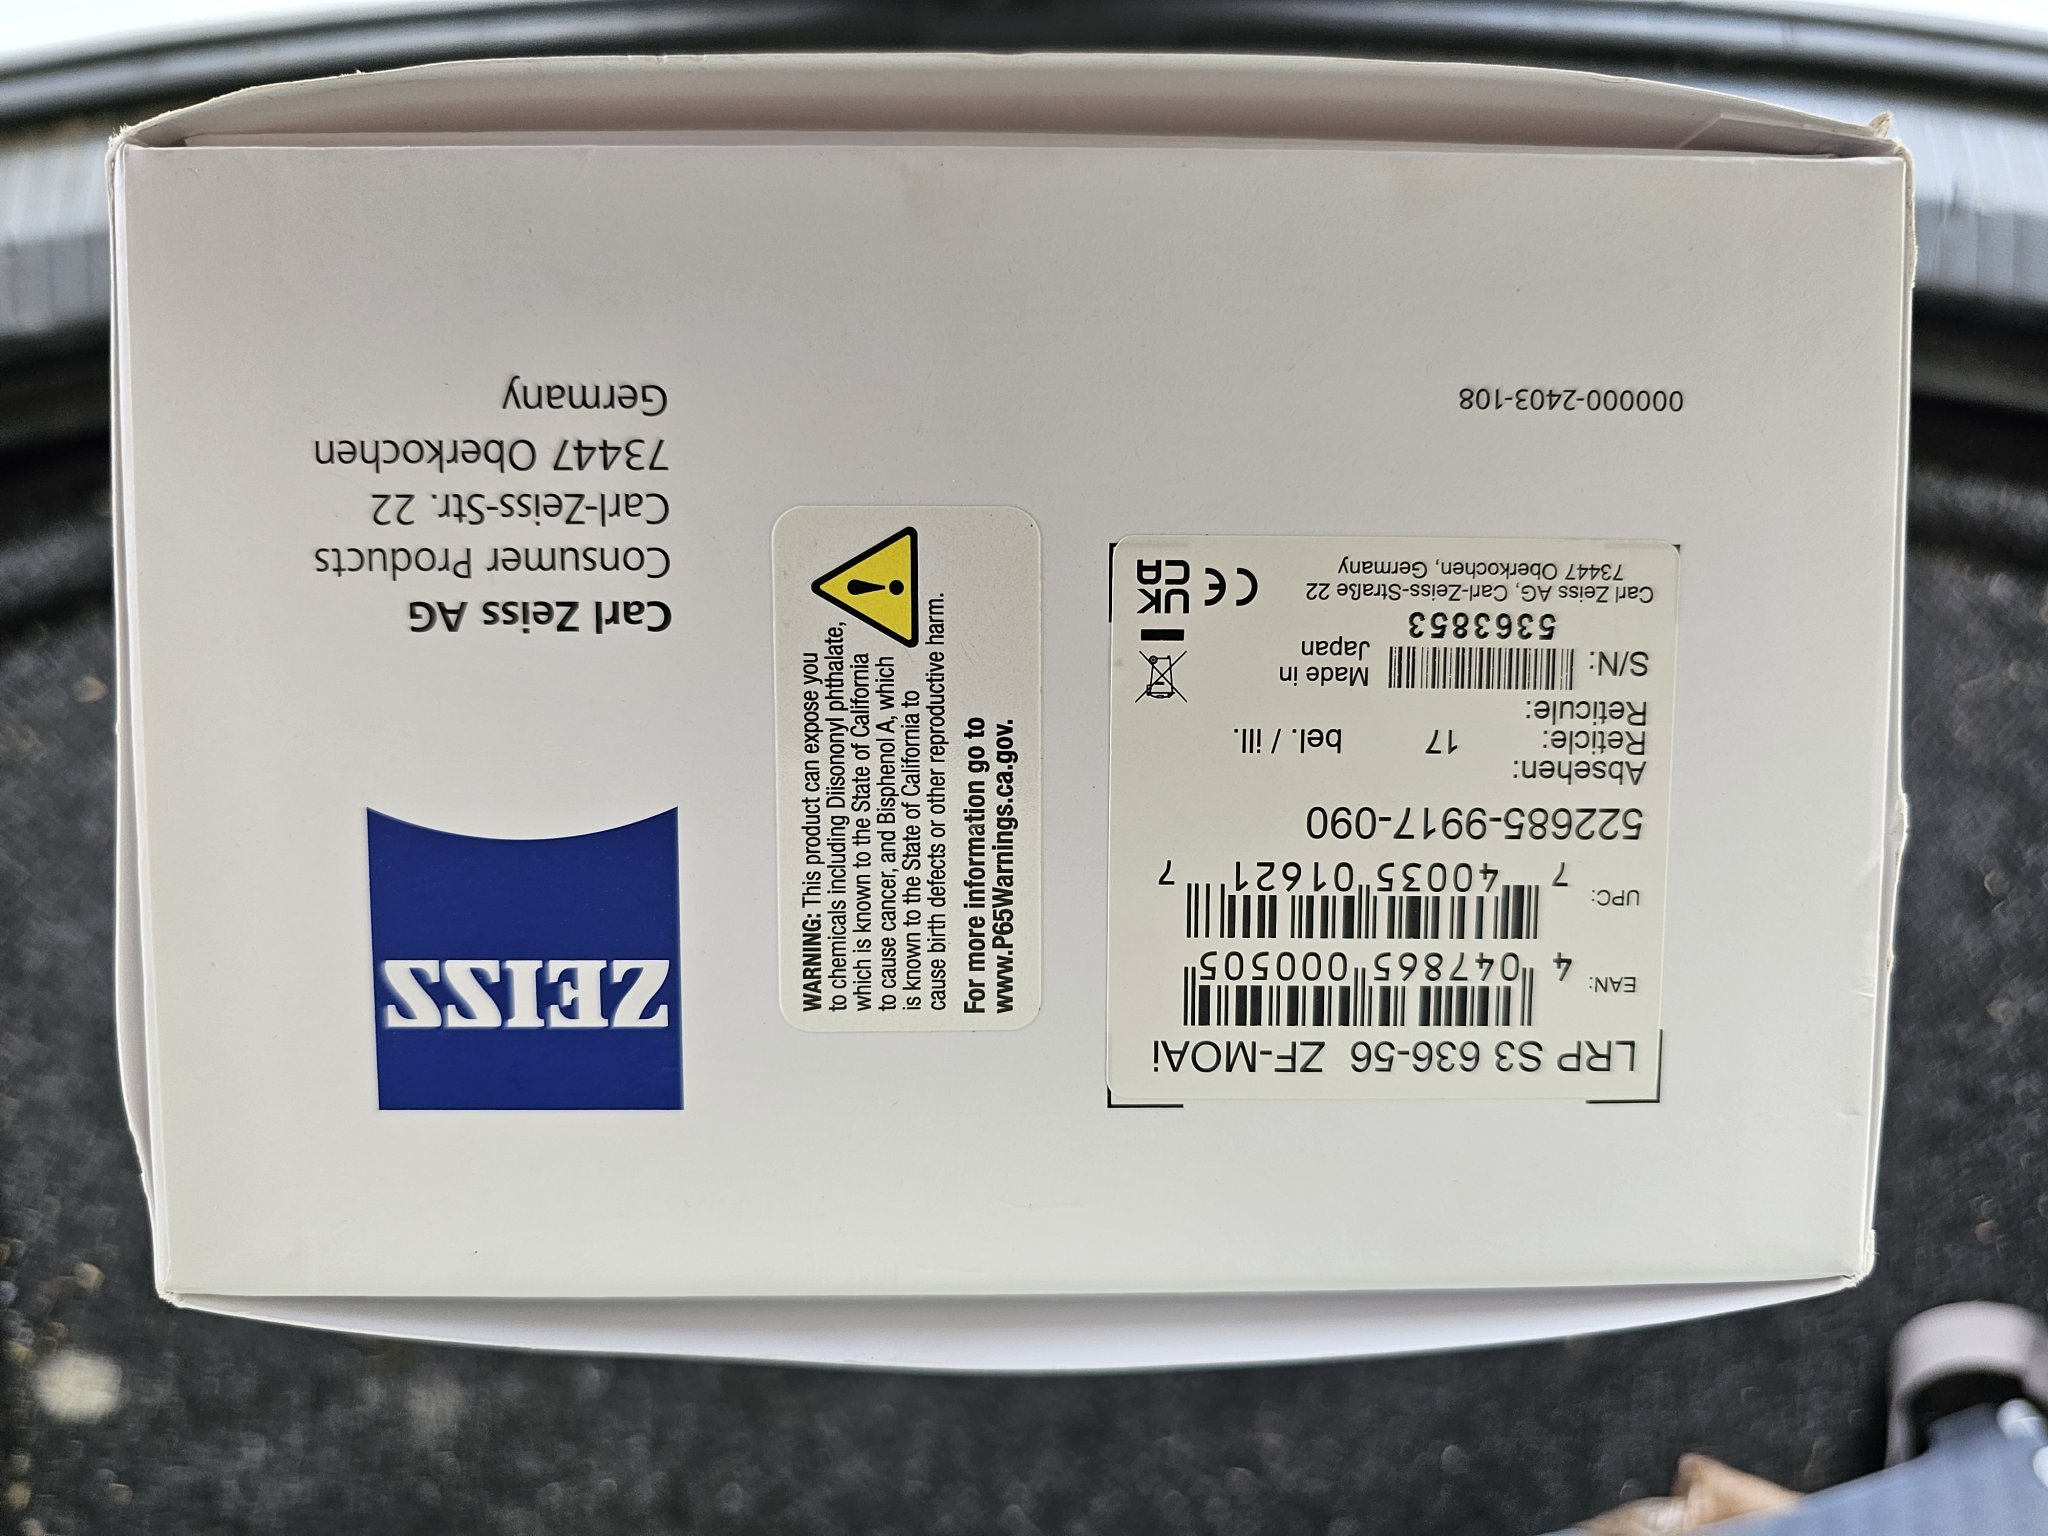 LRP S3 636-56 ZF-MOAi
EAN:
4 047865 000505
UPC:
7 40035 01621 7
522685-9917-090
Absehen:
Reticle: 17 bel. / ill.
Reticule:
S/N:
5363853
Made in
Japan
Carl Zeiss AG, Carl-Zeiss-Straße 22
73447 Oberkochen, Germany
CE
UK
CA
000000-2403-108
WARNING: This product can expose you
to chemicals including Diisononyl phthalate,
which is known to the State of California
to cause cancer, and Bisphenol A, which
is known to the State of California to
cause birth defects or other reproductive harm.
For more information go to
www.P65Warnings.ca.gov.
ZEISS
Carl Zeiss AG
Consumer Products
Carl-Zeiss-Str. 22
73447 Oberkochen
Germany